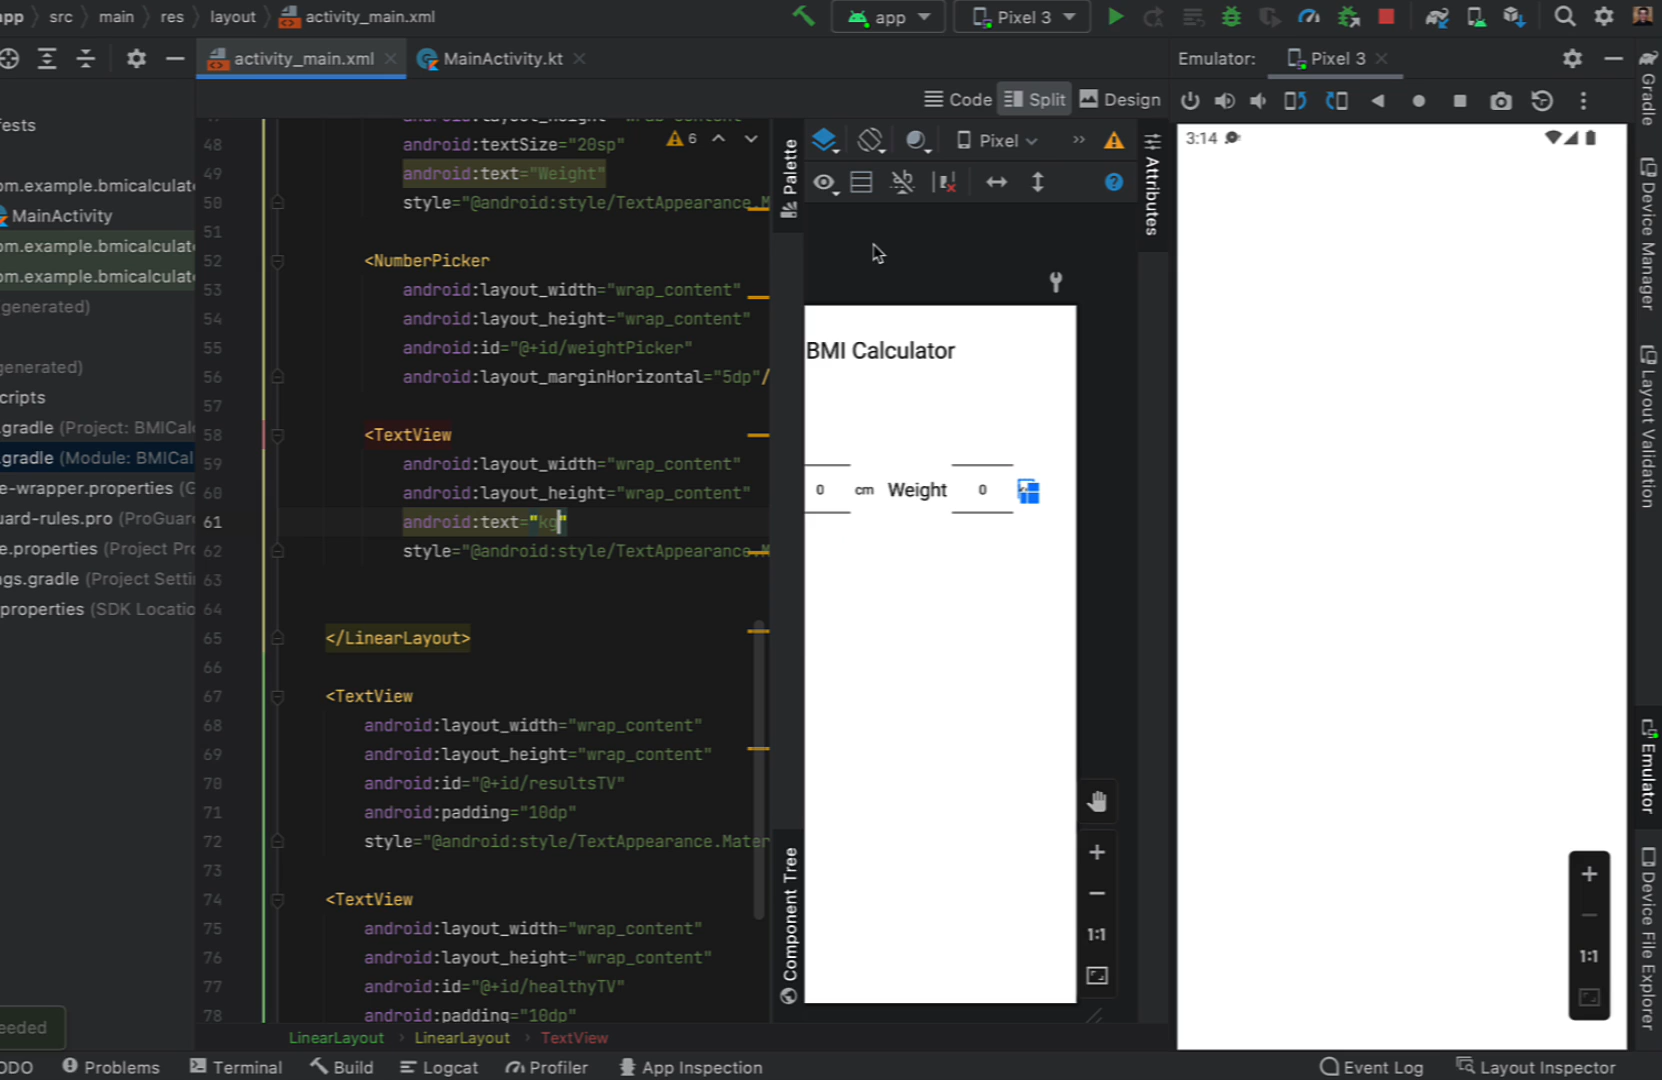 app
src
main
res
layout
activity_main.xml
app
Pixel 3
activity_main.xml
MainActivity.kt
Emulator:
Pixel 3
Code
Split
Design
Gradle
Device Manager
Layout Validation
Emulator
Device File Explorer
om.example.bmicalculat
MainActivity
om.example.bmicalculat
om.example.bmicalculat
generated)
generated)
cripts
.gradle (Project: BMICal
.gradle (Module: BMICal
e-wrapper.properties (G
uard-rules.pro (ProGuar
e.properties (Project Pro
ngs.gradle (Project Setti
properties (SDK Locatio
eeded
48 android:textSize="20sp"
6
49 android:text="Weight"
50 style="@android:style/TextAppearance.M
51
52 <NumberPicker
53 android:layout_width="wrap_content"
54 android:layout_height="wrap_content"
55 android:id="@+id/weightPicker"
56 android:layout_marginHorizontal="5dp"/
57
58 <TextView
59 android:layout_width="wrap_content"
60 android:layout_height="wrap_content"
61 android:text="kg"
62 style="@android:style/TextAppearance.M
63
64
65 </LinearLayout>
66
67 <TextView
68 android:layout_width="wrap_content"
69 android:layout_height="wrap_content"
70 android:id="@+id/resultsTV"
71 android:padding="10dp"
72 style="@android:style/TextAppearance.Mater
73
74 <TextView
75 android:layout_width="wrap_content"
76 android:layout_height="wrap_content"
77 android:id="@+id/healthyTV"
78 android:padding="10dp"
LinearLayout
LinearLayout
TextView
Palette
Component Tree
Pixel
Attributes
BMI Calculator
0
cm
Weight
0
1:1
3:14
1:1
ODO
Problems
Terminal
Build
Logcat
Profiler
App Inspection
Event Log
Layout Inspector